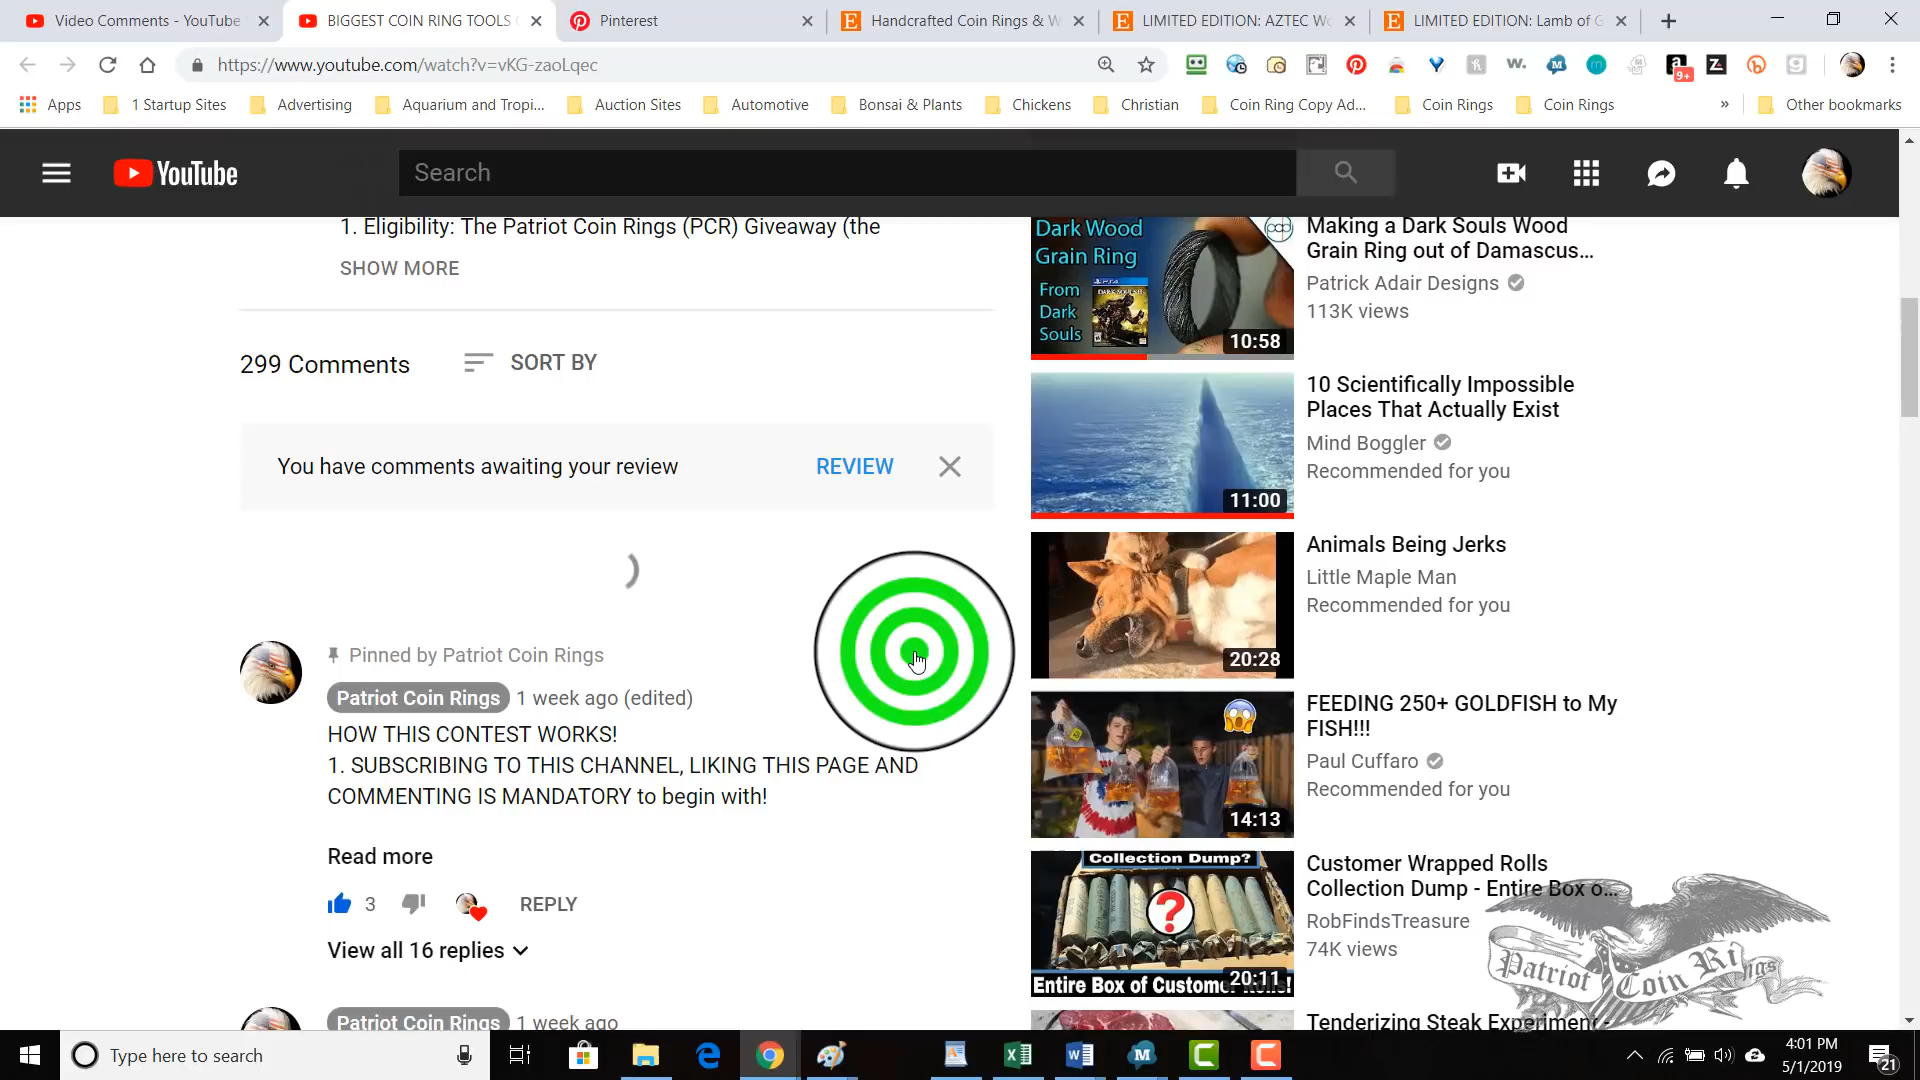 Video Comments - YouTube
BIGGEST COIN RING TOOLS
Pinterest
Handcrafted Coin Rings & W
LIMITED EDITION: AZTEC Wo
LIMITED EDITION: Lamb of G
https://www.youtube.com/watch?v=vKG-zaoLqec
w.
a
9+
Z
Apps
1 Startup Sites
Advertising
Aquarium and Tropi...
Auction Sites
Automotive
Bonsai & Plants
Chickens
Christian
Coin Ring Copy Ad...
Coin Rings
Coin Rings
»
Other bookmarks
YouTube
Search
1. Eligibility: The Patriot Coin Rings (PCR) Giveaway (the
SHOW MORE
299 Comments
SORT BY
You have comments awaiting your review
REVIEW
Pinned by Patriot Coin Rings
Patriot Coin Rings 1 week ago (edited)
HOW THIS CONTEST WORKS!
1. SUBSCRIBING TO THIS CHANNEL, LIKING THIS PAGE AND
COMMENTING IS MANDATORY to begin with!
Read more
3
REPLY
View all 16 replies
Patriot Coin Rings 1 week ago
Dark Wood
Grain Ring
From
Dark
Souls
DARK SOULS
10:58
Making a Dark Souls Wood
Grain Ring out of Damascus...
Patrick Adair Designs
113K views
11:00
10 Scientifically Impossible
Places That Actually Exist
Mind Boggler
Recommended for you
20:28
Animals Being Jerks
Little Maple Man
Recommended for you
14:13
FEEDING 250+ GOLDFISH to My
FISH!!!
Paul Cuffaro
Recommended for you
Collection Dump?
?
20:11
Entire Box of Customer Rolls!
Customer Wrapped Rolls
Collection Dump - Entire Box o...
RobFindsTreasure
74K views
Patriot Coin Rings
Tenderizing Steak Experiment -
Type here to search
4:01 PM
5/1/2019
21